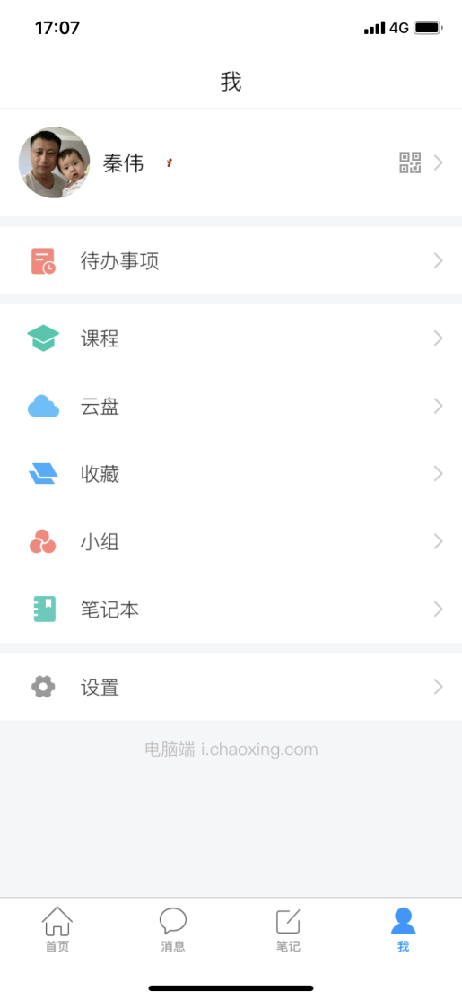 17:07 4G
我
秦伟
待办事项
课程
云盘
收藏
小组
笔记本
设置
电脑端 i.chaoxing.com
首页 消息 笔记 我